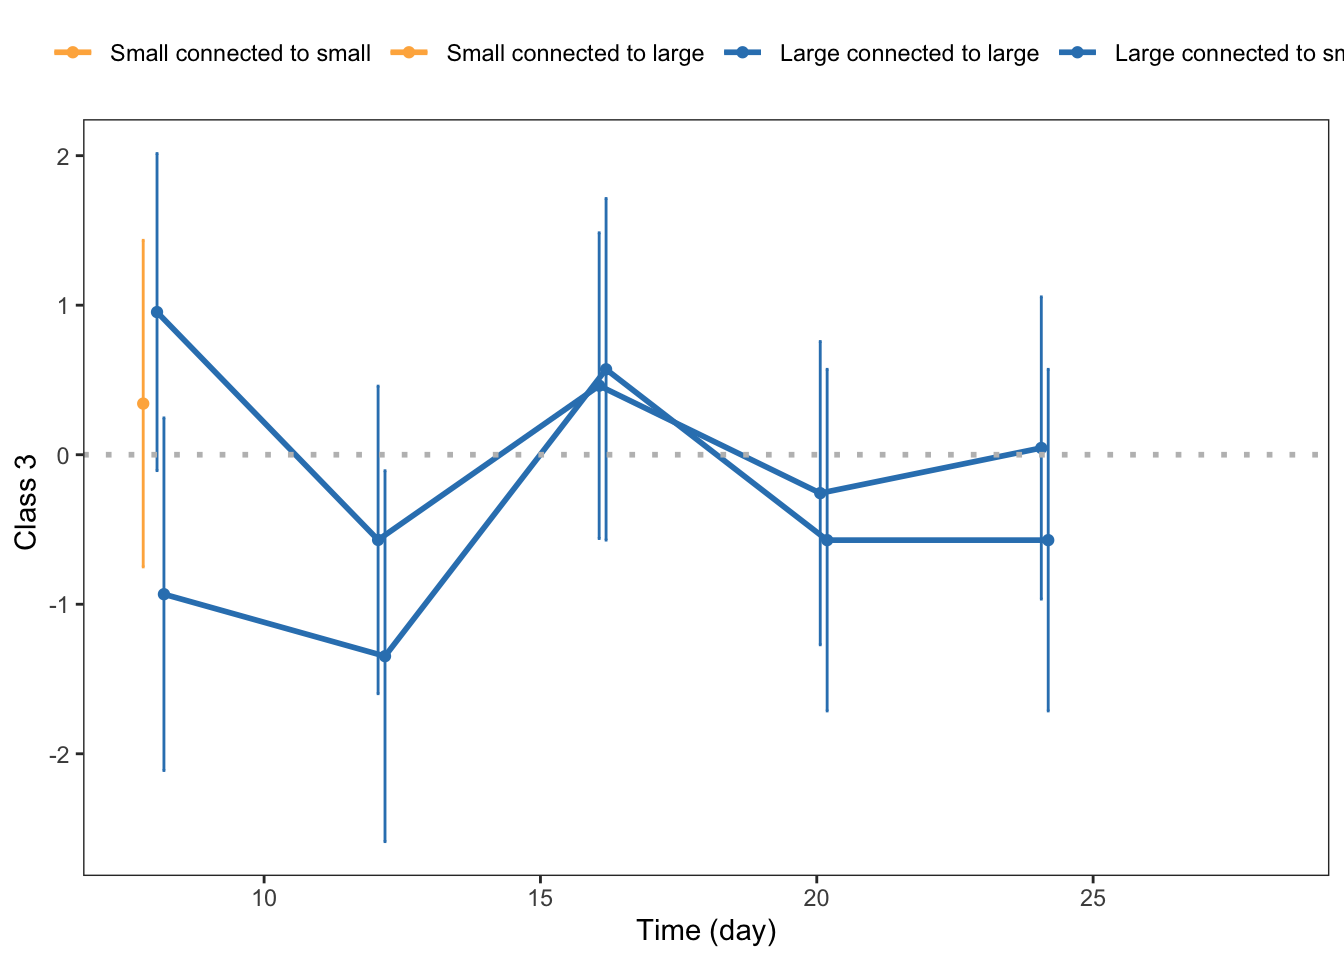 Small connected to small Small connected to large Large connected to large Large connected to sm
2
1
0
-1
-2
Class 3
10 15 20 25
Time (day)